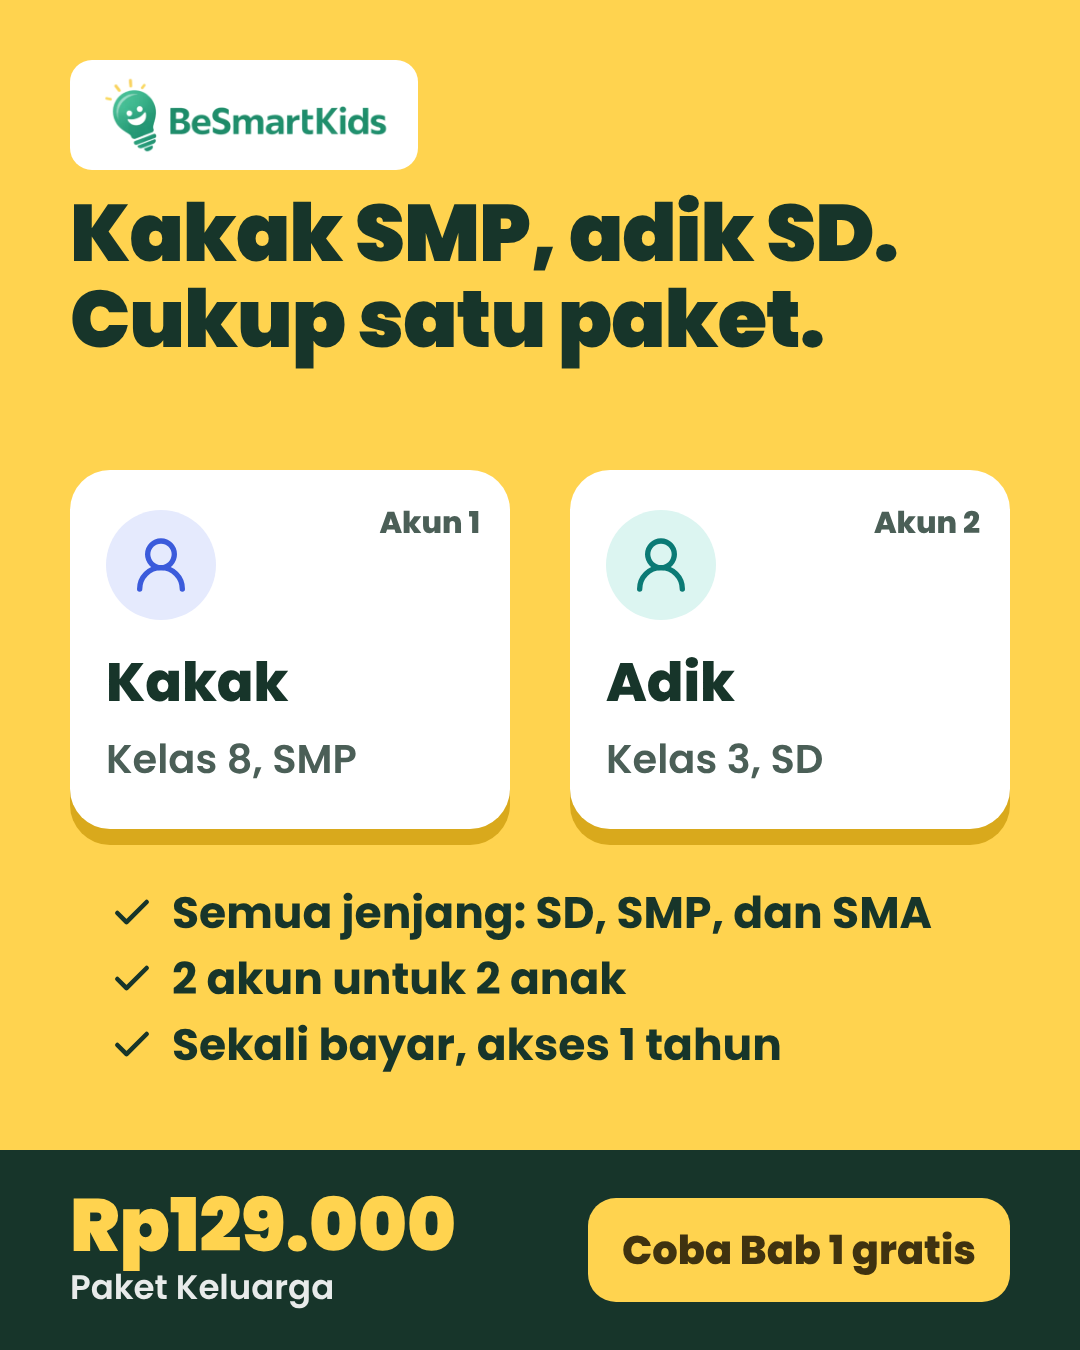 BeSmartKids
Kakak SMP, adik SD.
Cukup satu paket.
Akun 1
Kakak
Kelas 8, SMP
Akun 2
Adik
Kelas 3, SD
Semua jenjang: SD, SMP, dan SMA
2 akun untuk 2 anak
Sekali bayar, akses 1 tahun
Rp129.000
Paket Keluarga
Coba Bab 1 gratis